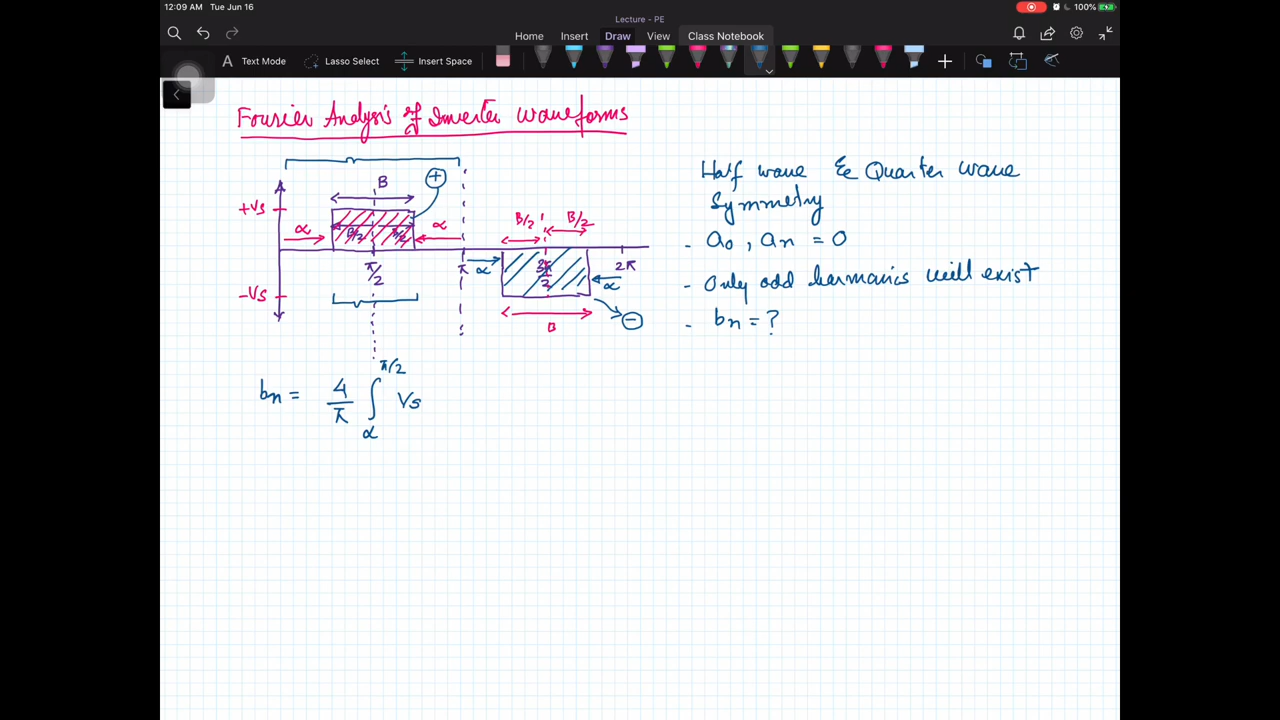 12:09 AM Tue Jun 16
100%
Lecture - PE
Home Insert Draw View Class Notebook
Text Mode Lasso Select Insert Space
Fourier Analysis of Inverter Waveforms
B
+
+Vs
α
B/2
α
B/2
B/2
π/2
π
α
3π/2
2π
α
-Vs
B
−
Half wave & Quarter wave
Symmetry
- a0, an = 0
- Only odd harmonics will exist
- bn = ?
bn = 4/π ∫ Vs
π/2
α